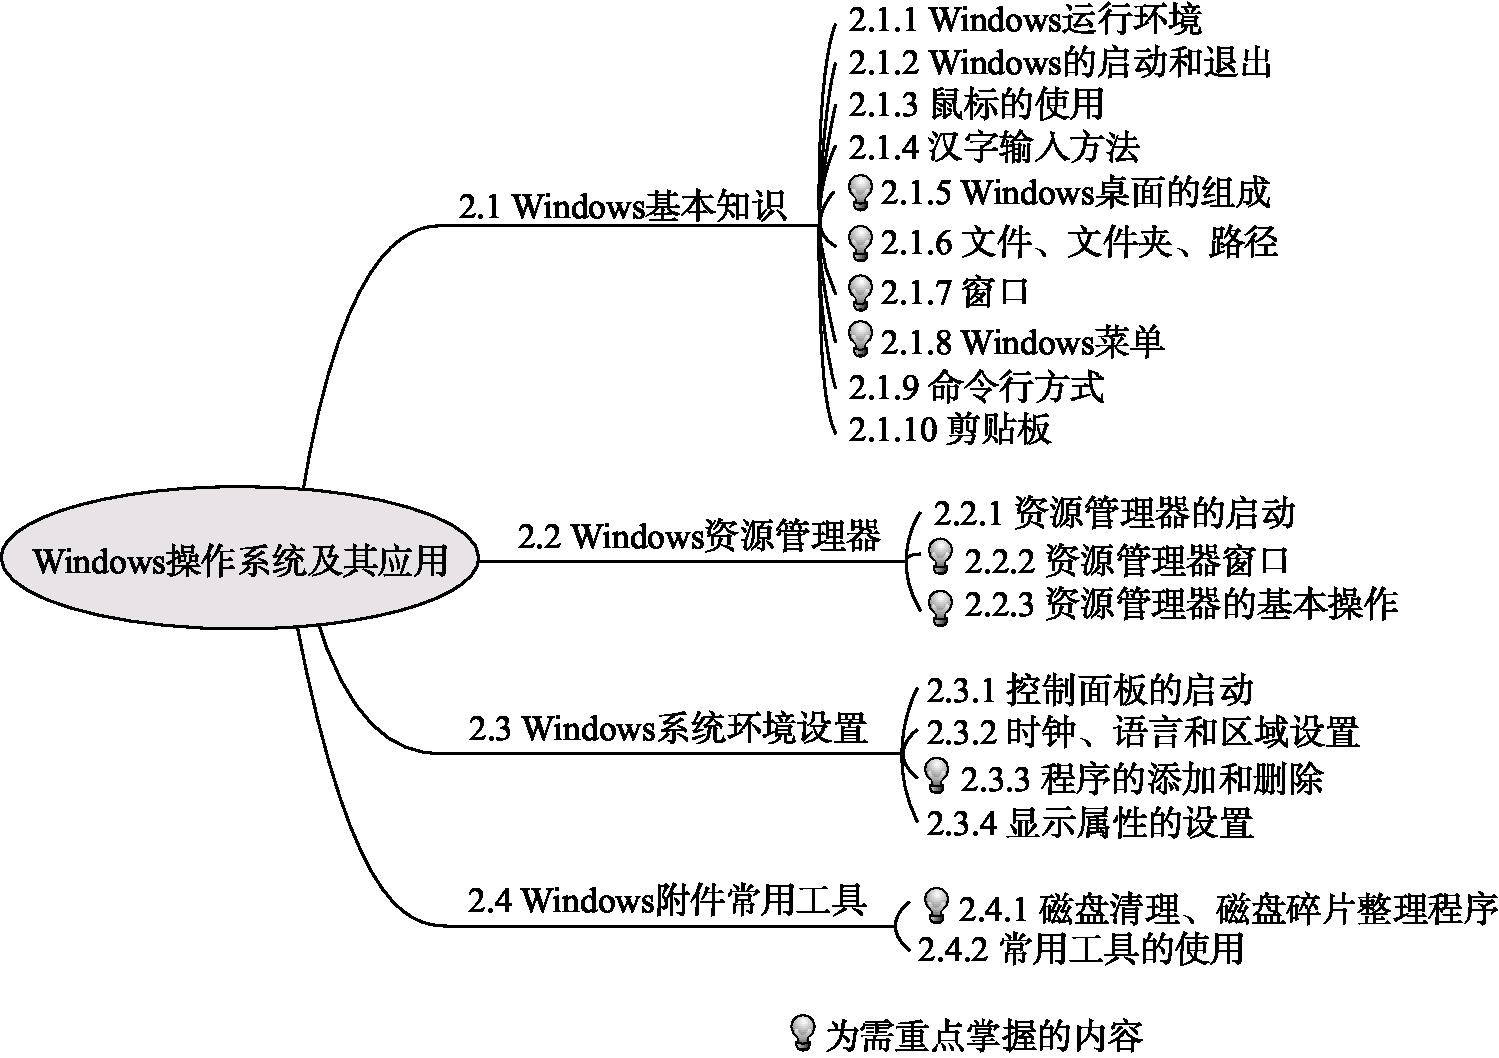 Windows操作系统及其应用
2.1 Windows基本知识
2.1.1 Windows运行环境
2.1.2 Windows的启动和退出
2.1.3 鼠标的使用
2.1.4 汉字输入方法
2.1.5 Windows桌面的组成
2.1.6 文件、文件夹、路径
2.1.7 窗口
2.1.8 Windows菜单
2.1.9 命令行方式
2.1.10 剪贴板
2.2 Windows资源管理器
2.2.1 资源管理器的启动
2.2.2 资源管理器窗口
2.2.3 资源管理器的基本操作
2.3 Windows系统环境设置
2.3.1 控制面板的启动
2.3.2 时钟、语言和区域设置
2.3.3 程序的添加和删除
2.3.4 显示属性的设置
2.4 Windows附件常用工具
2.4.1 磁盘清理、磁盘碎片整理程序
2.4.2 常用工具的使用
为需重点掌握的内容